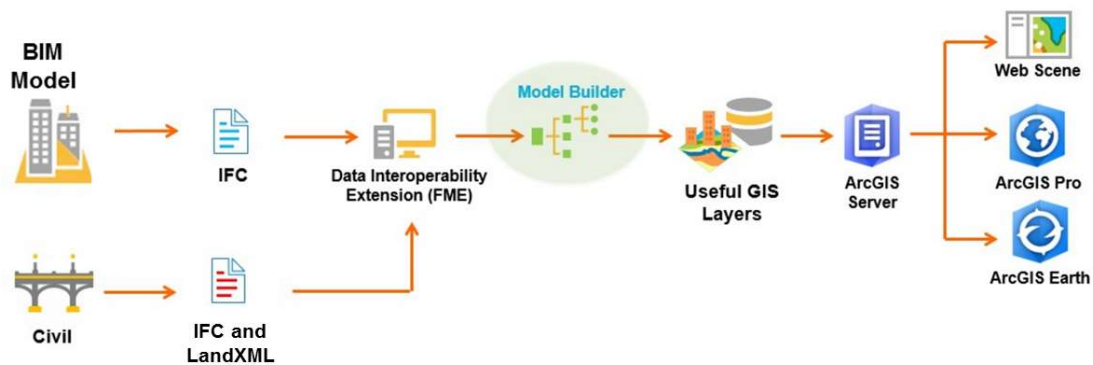 BIM
Model
IFC
Data Interoperability
Extension (FME)
Model Builder
Useful GIS
Layers
ArcGIS
Server
Web Scene
ArcGIS Pro
ArcGIS Earth
Civil
IFC and
LandXML